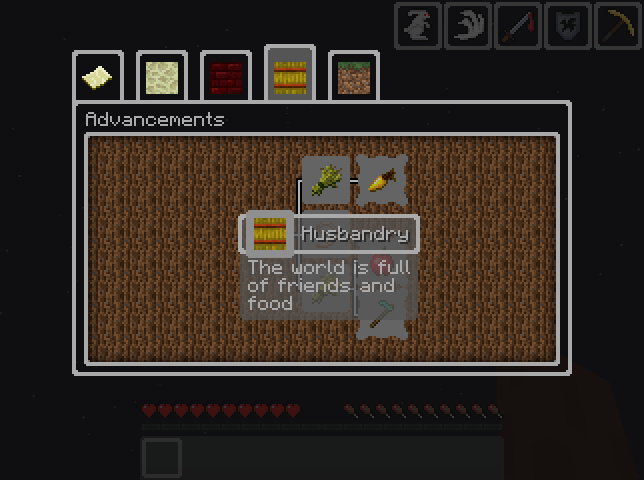 Advancements
Husbandry
The world is full
of friends and
food